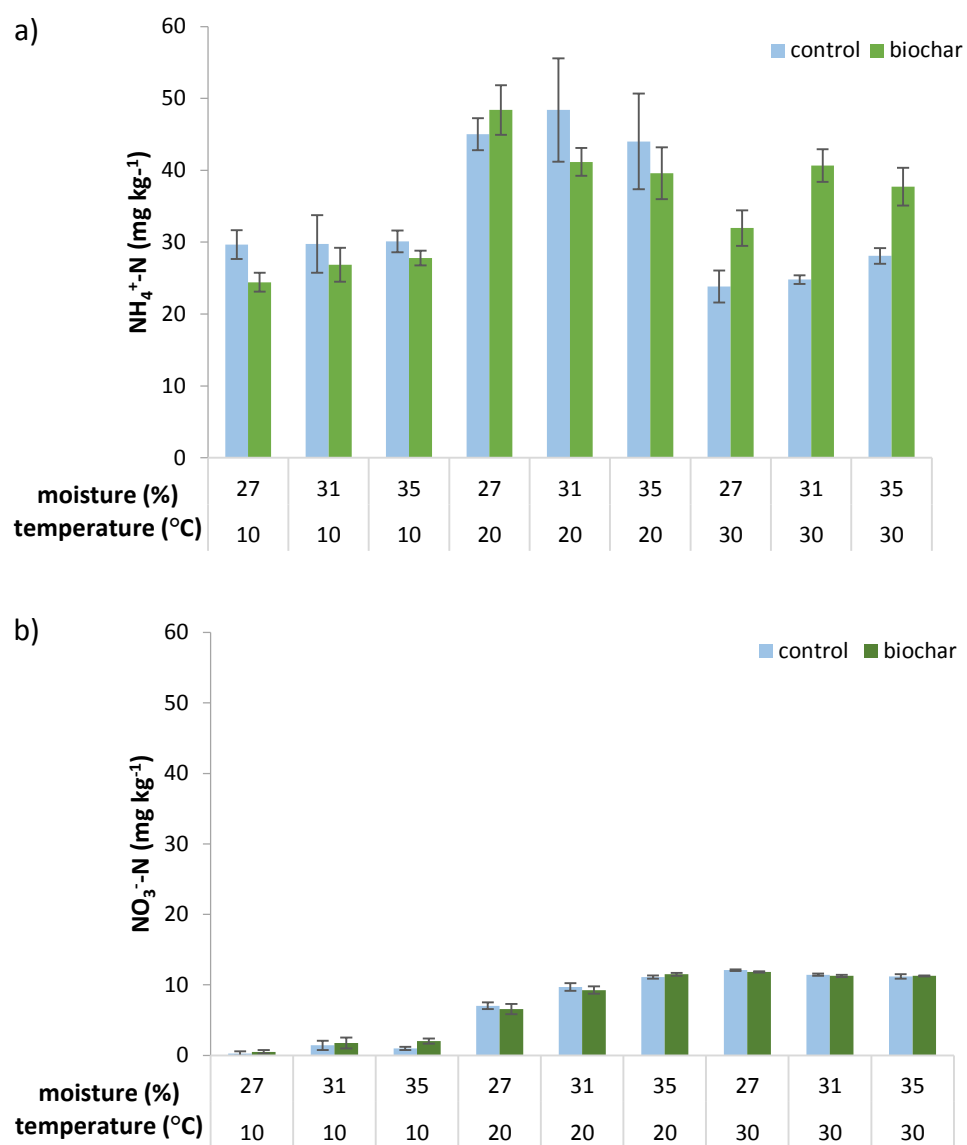 a)
60
control biochar
50
40
30
20
10
0
NH₄⁺-N (mg kg-¹)
moisture (%) 27 31 35 27 31 35 27 31 35
temperature (°C) 10 10 10 20 20 20 30 30 30
b)
60
control biochar
50
40
30
20
10
0
NO₃⁻-N (mg kg⁻¹)
moisture (%) 27 31 35 27 31 35 27 31 35
temperature (°C) 10 10 10 20 20 20 30 30 30